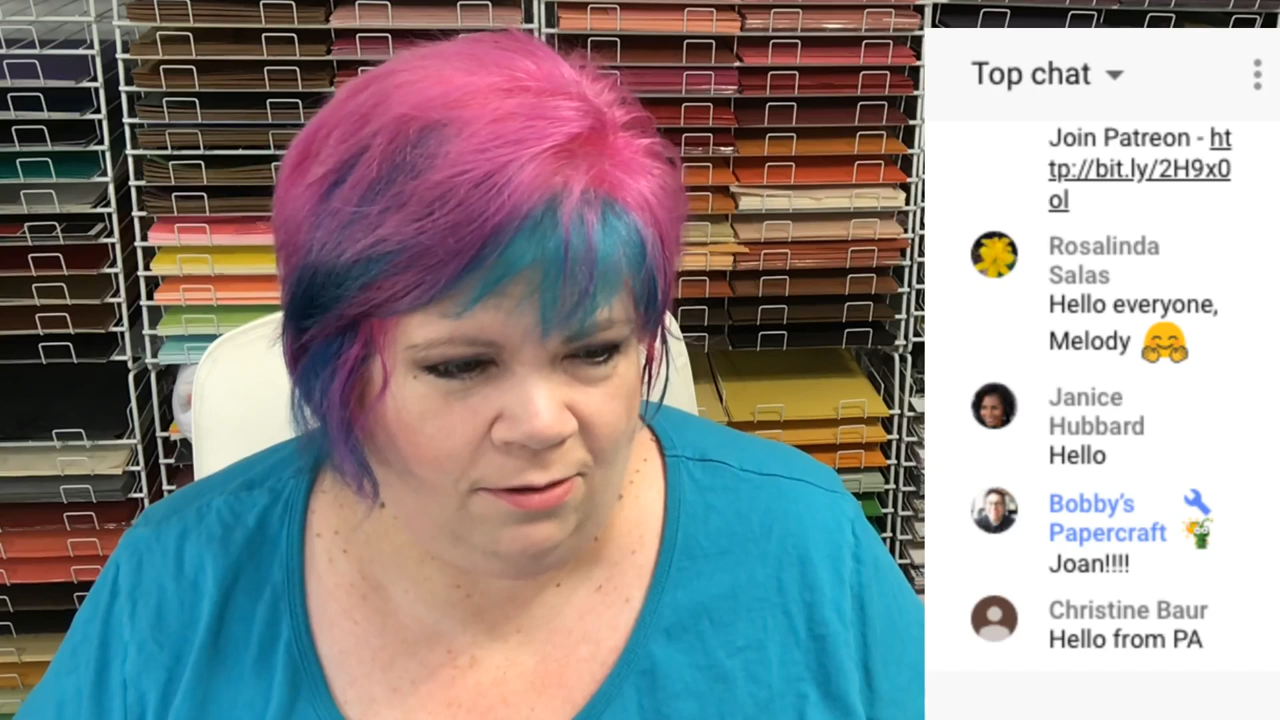 Top chat
Join Patreon - ht
tp://bit.ly/2H9x0
ol
Rosalinda
Salas
Hello everyone,
Melody 🤗
Janice
Hubbard
Hello
Bobby's
Papercraft
Joan!!!!
Christine Baur
Hello from PA